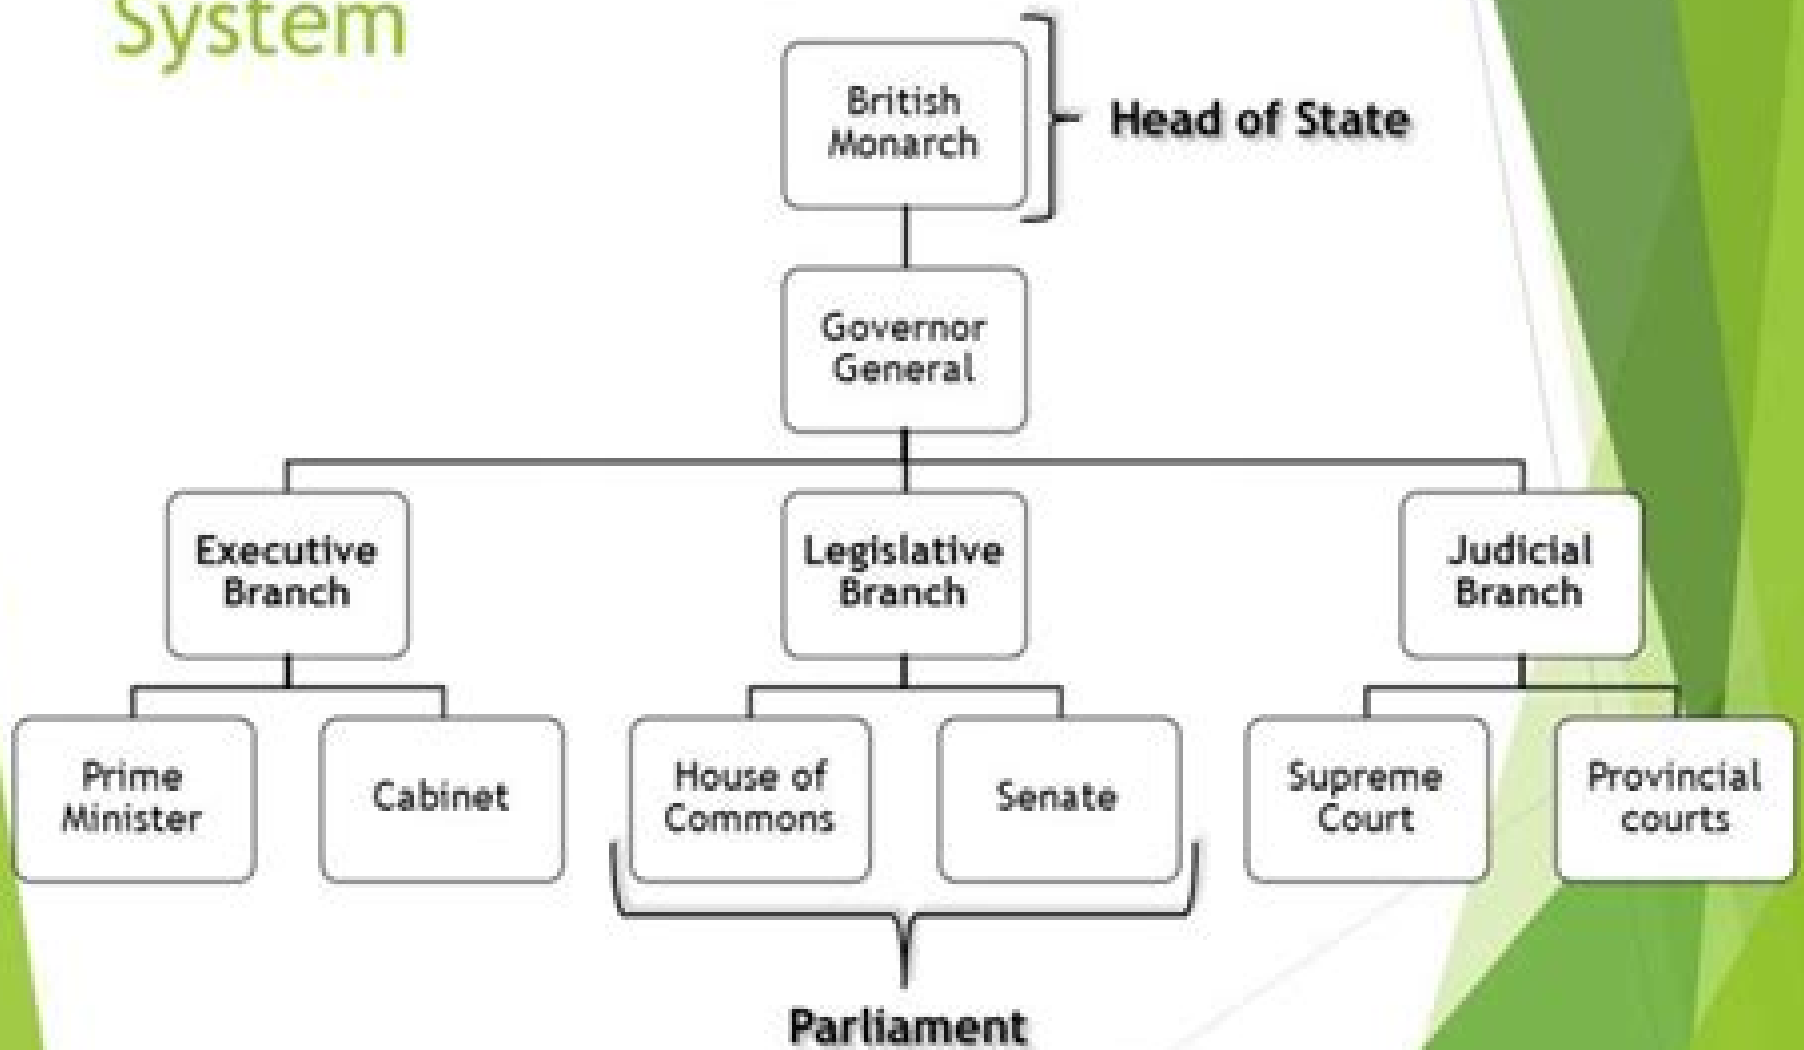 System
British
Monarch
Head of State
Governor
General
Executive
Branch
Legislative
Branch
Judicial
Branch
Prime
Minister
Cabinet
House of
Commons
Senate
Supreme
Court
Provincial
courts
Parliament